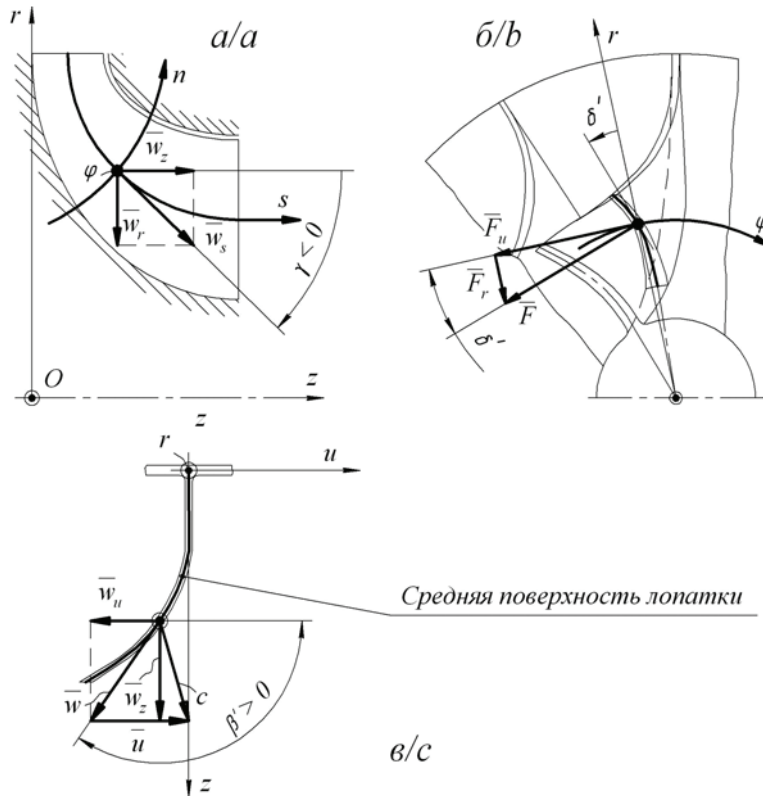 r
а/a
б/b
r
n
δ'
w̅z
φ
s
φ
w̅r
w̅s
γ < 0
F̅u
F̅r
F̅
δ'
O
z
z
r
u
w̅u
Средняя поверхность лопатки
w̅
w̅z
c
β' > 0
u̅
в/с
z